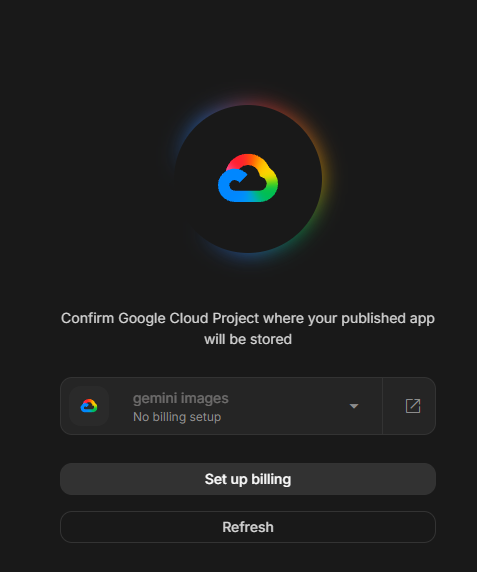 Confirm Google Cloud Project where your published app
will be stored
gemini images
No billing setup
Set up billing
Refresh